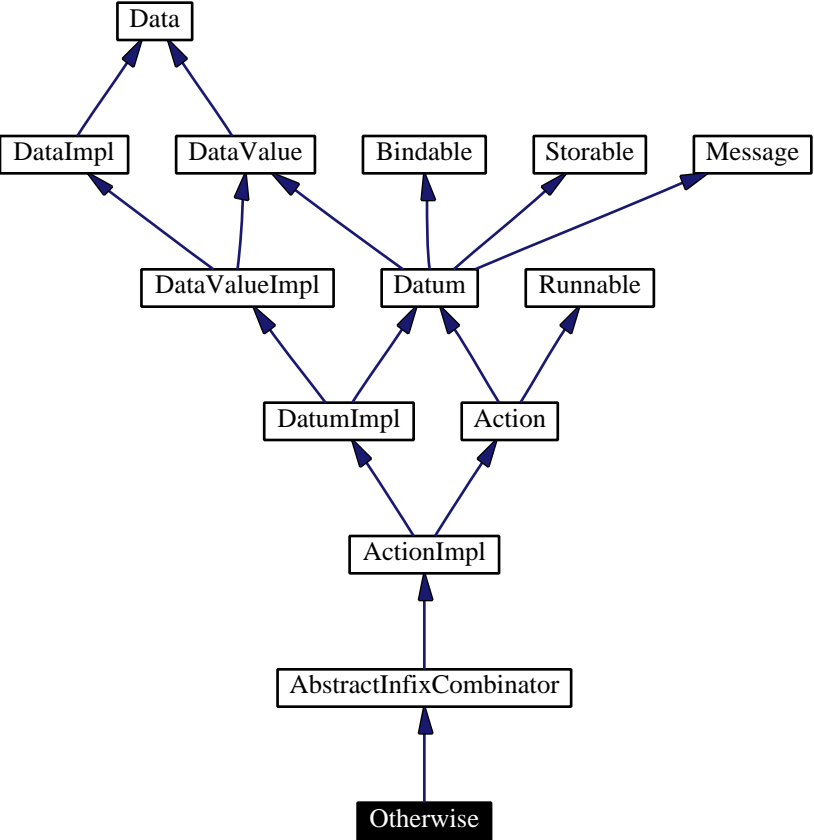 Data
DataImpl
DataValue
Bindable
Storable
Message
DataValueImpl
Datum
Runnable
DatumImpl
Action
ActionImpl
AbstractInfixCombinator
Otherwise